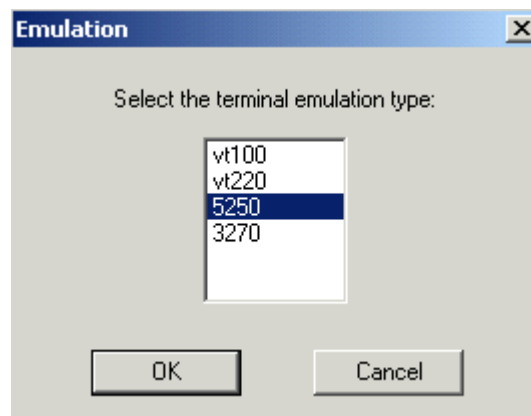 Emulation
Select the terminal emulation type:
vt100
vt220
5250
3270
OK Cancel